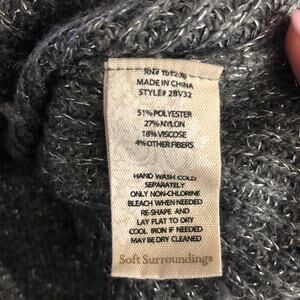 MADE IN CHINA
STYLE# 2BV32
51% POLYESTER
27% NYLON
18% VISCOSE
4% OTHER FIBERS
HAND WASH COLD
SEPARATELY
ONLY NON-CHLORINE
BLEACH WHEN NEEDED
RE-SHAPE AND
LAY FLAT TO DRY
COOL IRON IF NEEDED
MAY BE DRY CLEANED
Soft Surroundings